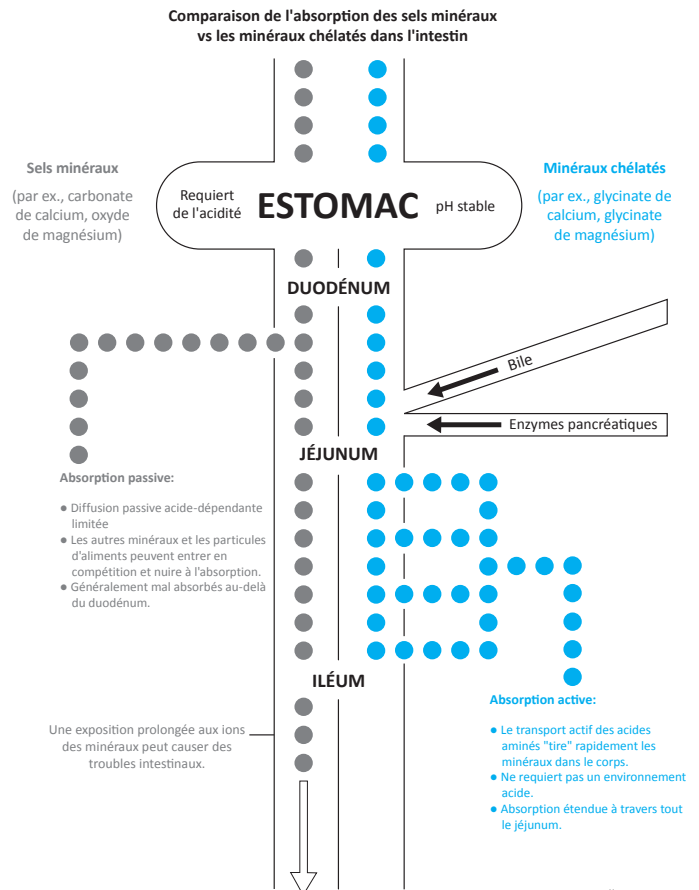 Comparaison de l'absorption des sels minéraux
vs les minéraux chélatés dans l'intestin
Sels minéraux
(par ex., carbonate
de calcium, oxyde
de magnésium)
Requiert
de l'acidité
ESTOMAC
pH stable
Minéraux chélatés
(par ex., glycinate de
calcium, glycinate
de magnésium)
DUODÉNUM
Bile
Enzymes pancréatiques
JÉJUNUM
Absorption passive:
● Diffusion passive acide-dépendante
limitée
● Les autres minéraux et les particules
d'aliments peuvent entrer en
compétition et nuire à l'absorption.
● Généralement mal absorbés au-delà
du duodénum.
ILÉUM
Absorption active:
● Le transport actif des acides
aminés "tire" rapidement les
minéraux dans le corps.
● Ne requiert pas un environnement
acide.
● Absorption étendue à travers tout
le jéjunum.
Une exposition prolongée aux ions
des minéraux peut causer des
troubles intestinaux.